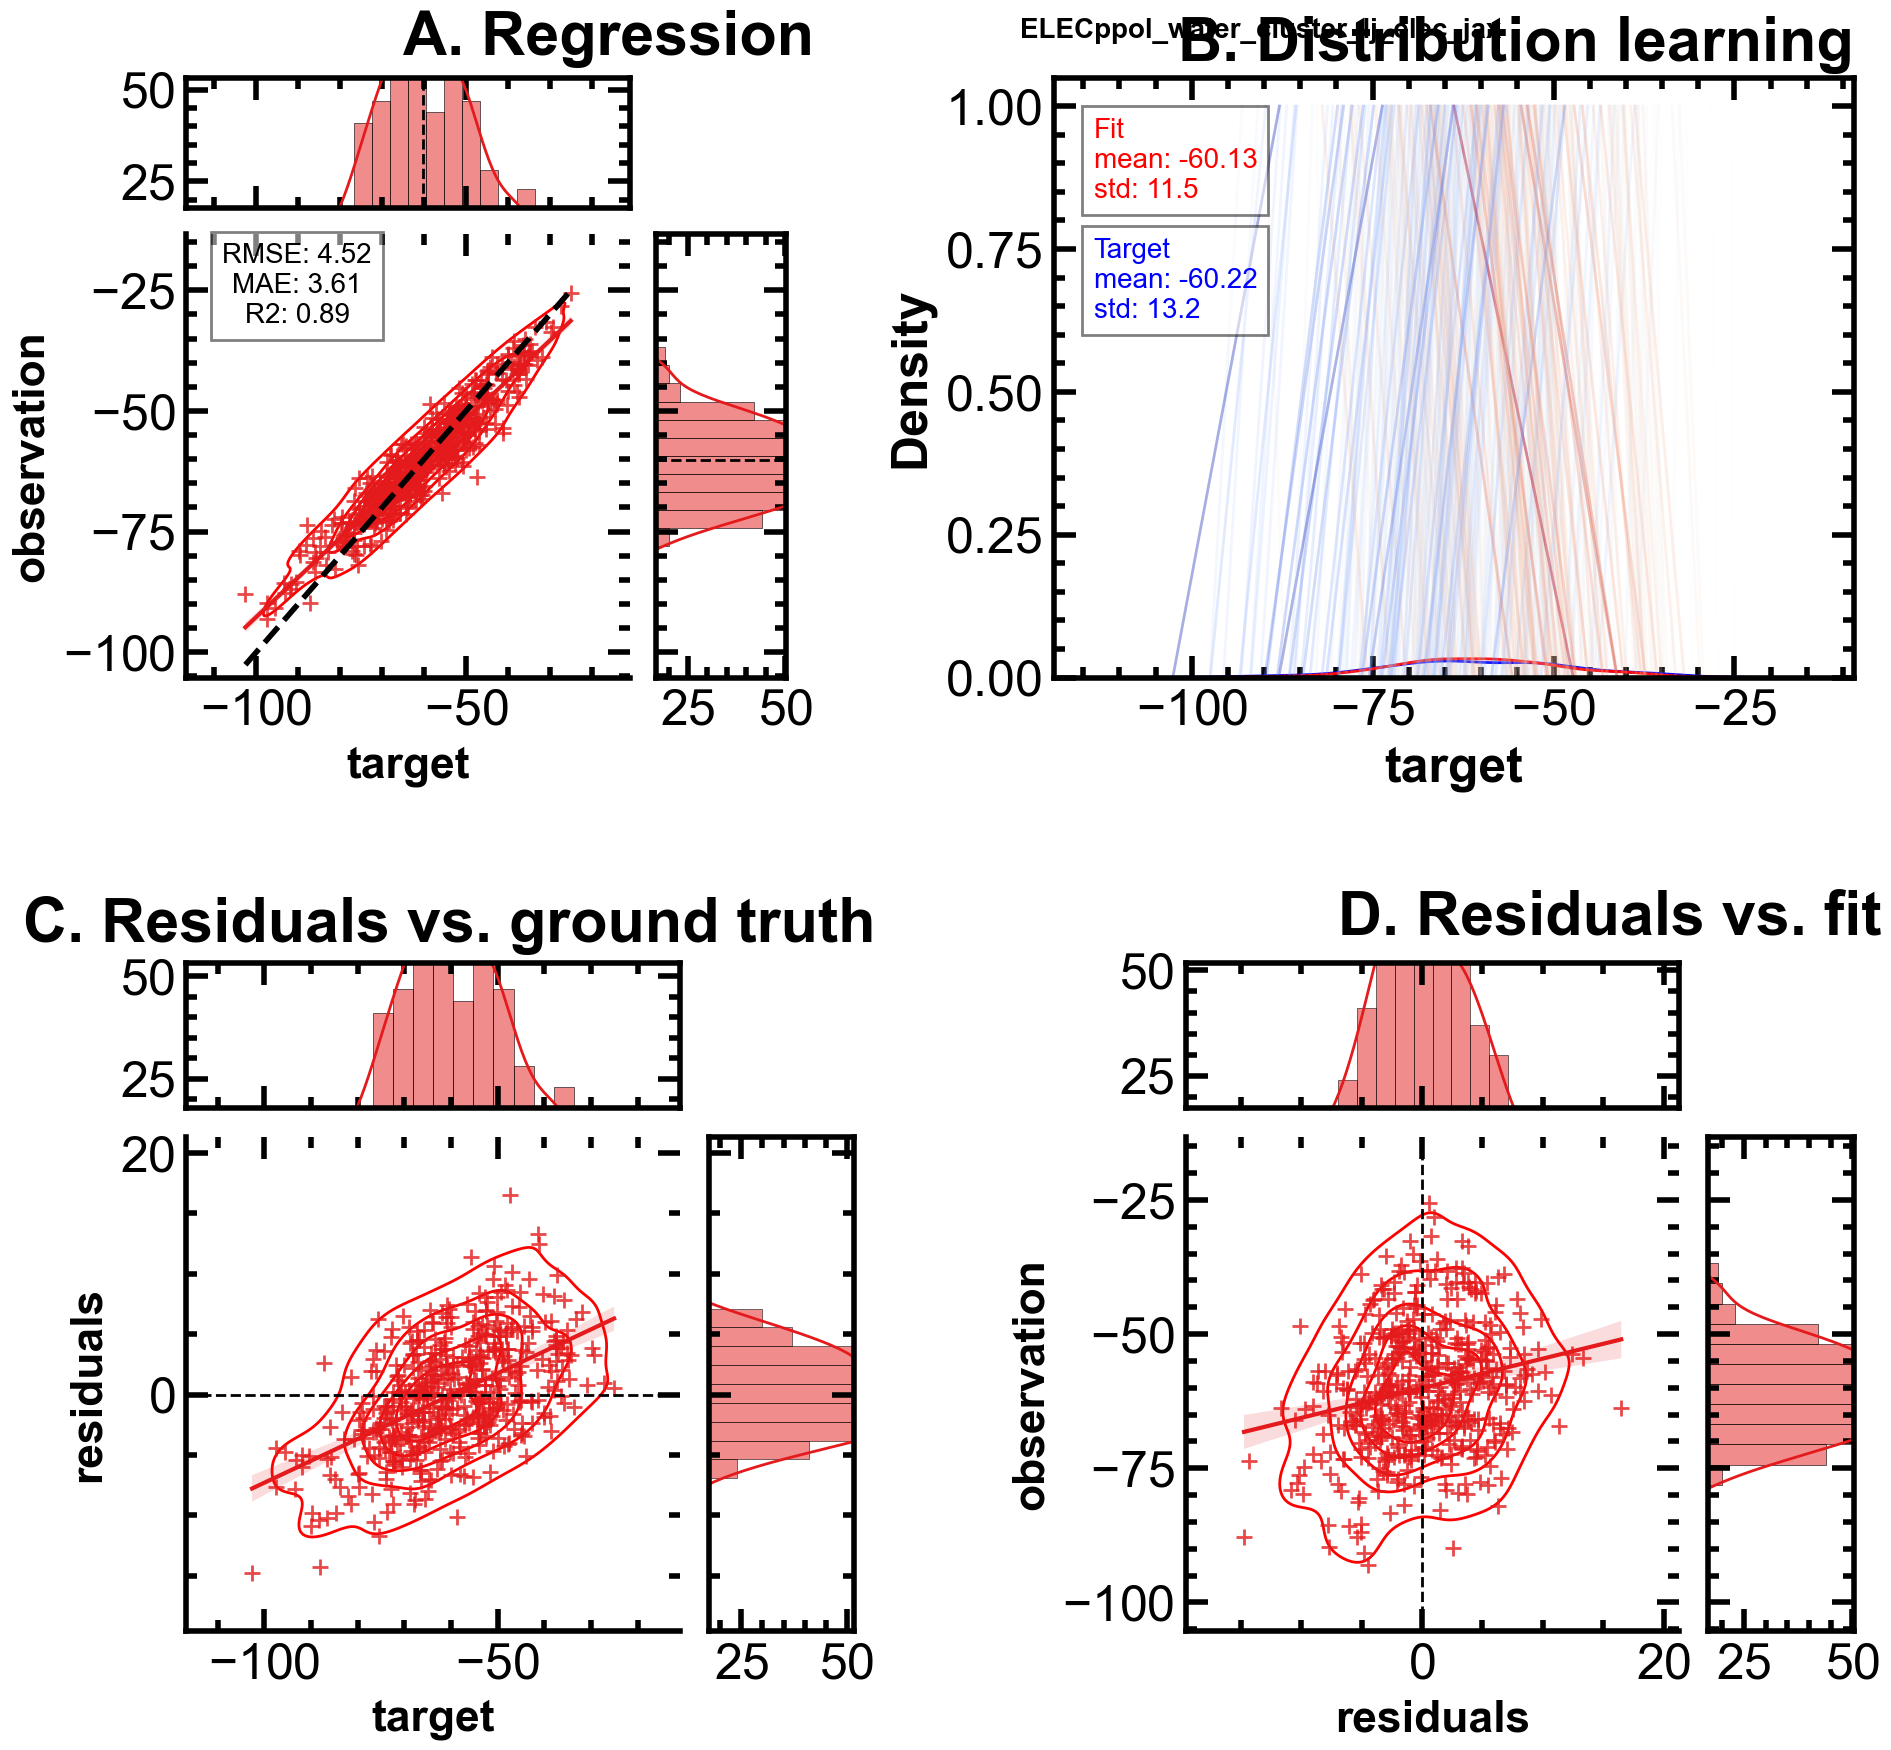 A. Regression
50
25
RMSE: 4.52
MAE: 3.61
R2: 0.89
−25
−50
−75
−100
observation
−100 −50
target
25 50
B. Distribution learning
1.00
0.75
0.50
0.25
0.00
Density
Fit
mean: -60.13
std: 11.5
Target
mean: -60.22
std: 13.2
−100 −75 −50 −25
target
C. Residuals vs. ground truth
50
25
20
0
residuals
−100 −50
target
25 50
D. Residuals vs. fit
50
25
−25
−50
−75
−100
observation
0 20
residuals
25 50